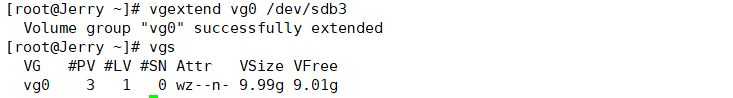 [root@Jerry ~]# vgextend vg0 /dev/sdb3
  Volume group "vg0" successfully extended
[root@Jerry ~]# vgs
  VG   #PV #LV #SN Attr   VSize VFree
  vg0    3   1   0 wz--n- 9.99g 9.01g